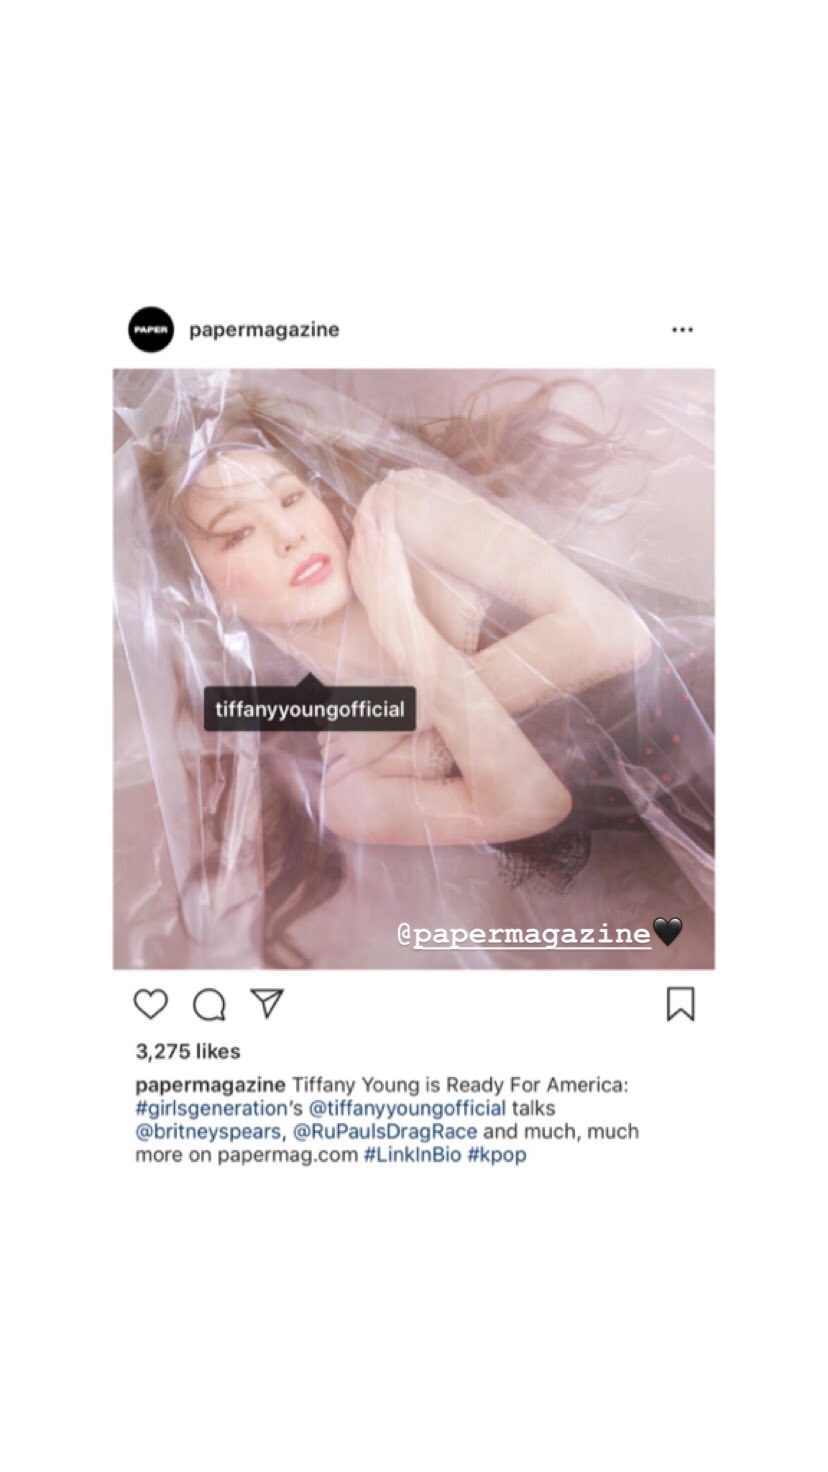 PAPER
papermagazine
tiffanyyoungofficial
@papermagazine🖤
3,275 likes
papermagazine Tiffany Young is Ready For America:
#girlsgeneration's @tiffanyyoungofficial talks
@britneyspears, @RuPaulsDragRace and much, much
more on papermag.com #LinkInBio #kpop